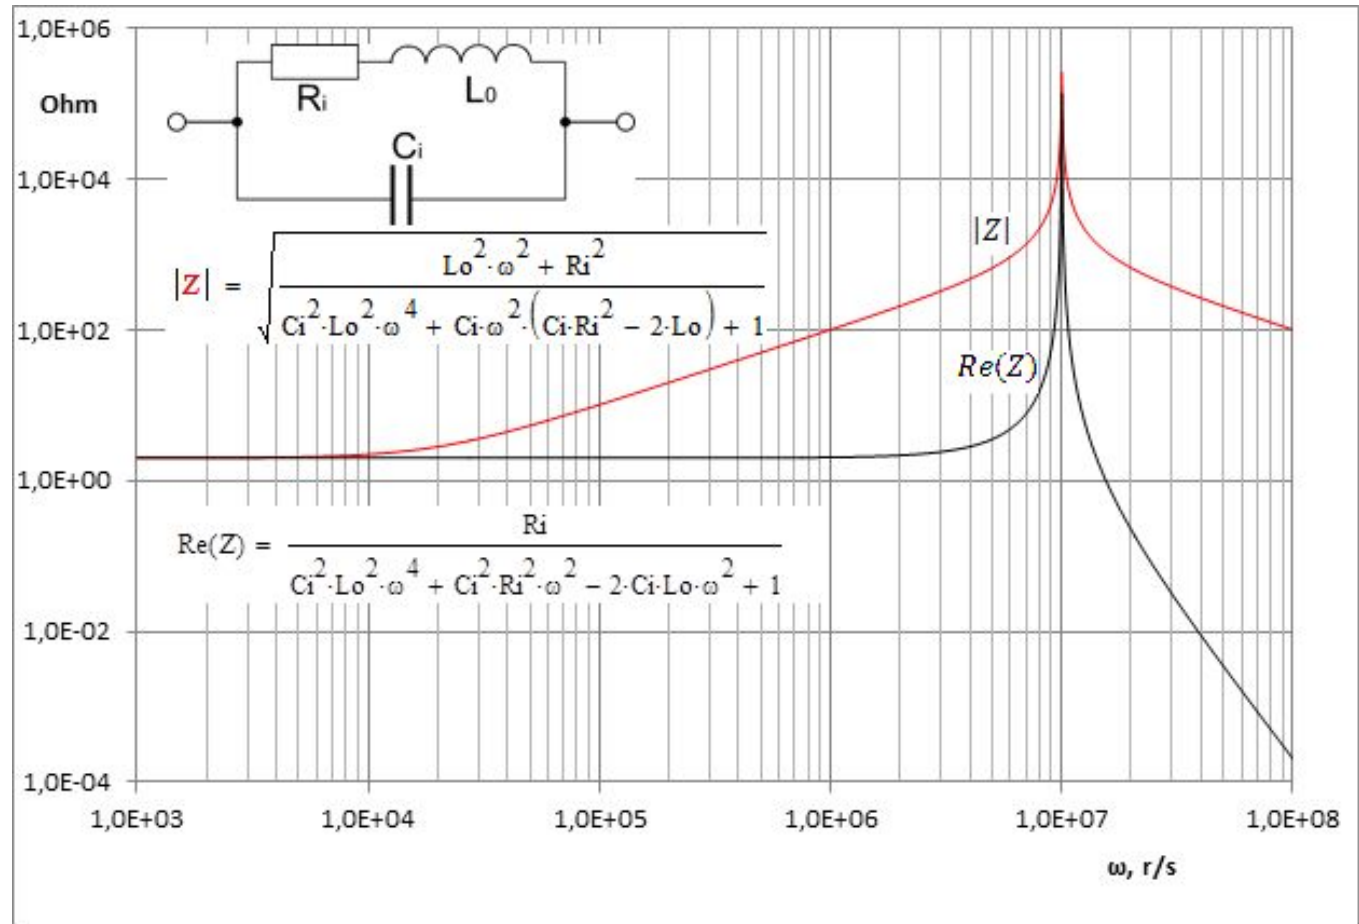 1,0E+06
Ohm
Ri
L0
Ci
1,0E+04
|Z|
|Z| = √((Lo²·ω² + Ri²)/(Ci²·Lo²·ω⁴ + Ci·ω²·(Ci·Ri² − 2·Lo) + 1))
1,0E+02
Re(Z)
1,0E+00
Re(Z) = Ri/(Ci²·Lo²·ω⁴ + Ci²·Ri²·ω² − 2·Ci·Lo·ω² + 1)
1,0E-02
1,0E-04
1,0E+03 1,0E+04 1,0E+05 1,0E+06 1,0E+07 1,0E+08
ω, r/s